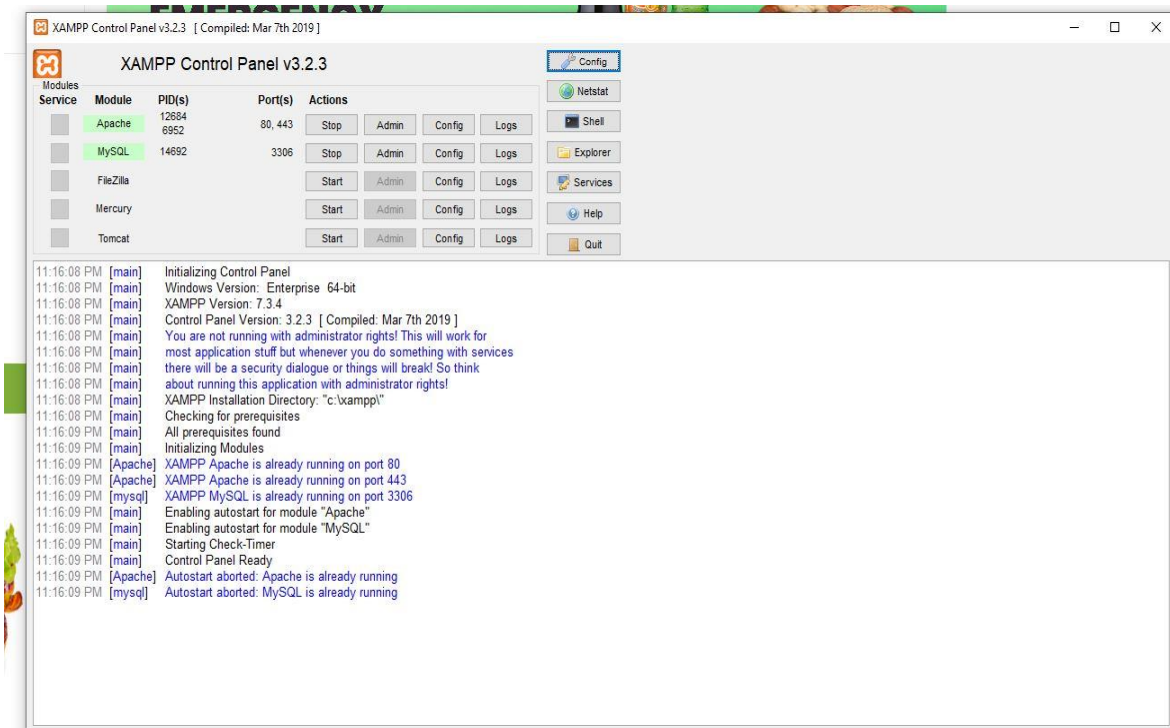 EMERGENCY
XAMPP Control Panel v3.2.3 [ Compiled: Mar 7th 2019 ]
XAMPP Control Panel v3.2.3
Config
Modules
Service Module PID(s) Port(s) Actions
Netstat
Apache 12684 6952 80, 443 Stop Admin Config Logs
Shell
MySQL 14692 3306 Stop Admin Config Logs
Explorer
FileZilla Start Admin Config Logs
Services
Mercury Start Admin Config Logs
Help
Tomcat Start Admin Config Logs
Quit
11:16:08 PM [main] Initializing Control Panel
11:16:08 PM [main] Windows Version: Enterprise 64-bit
11:16:08 PM [main] XAMPP Version: 7.3.4
11:16:08 PM [main] Control Panel Version: 3.2.3 [ Compiled: Mar 7th 2019 ]
11:16:08 PM [main] You are not running with administrator rights! This will work for
11:16:08 PM [main] most application stuff but whenever you do something with services
11:16:08 PM [main] there will be a security dialogue or things will break! So think
11:16:08 PM [main] about running this application with administrator rights!
11:16:08 PM [main] XAMPP Installation Directory: "c:\xampp\"
11:16:08 PM [main] Checking for prerequisites
11:16:09 PM [main] All prerequisites found
11:16:09 PM [main] Initializing Modules
11:16:09 PM [Apache] XAMPP Apache is already running on port 80
11:16:09 PM [Apache] XAMPP Apache is already running on port 443
11:16:09 PM [mysql] XAMPP MySQL is already running on port 3306
11:16:09 PM [main] Enabling autostart for module "Apache"
11:16:09 PM [main] Enabling autostart for module "MySQL"
11:16:09 PM [main] Starting Check-Timer
11:16:09 PM [main] Control Panel Ready
11:16:09 PM [Apache] Autostart aborted: Apache is already running
11:16:09 PM [mysql] Autostart aborted: MySQL is already running